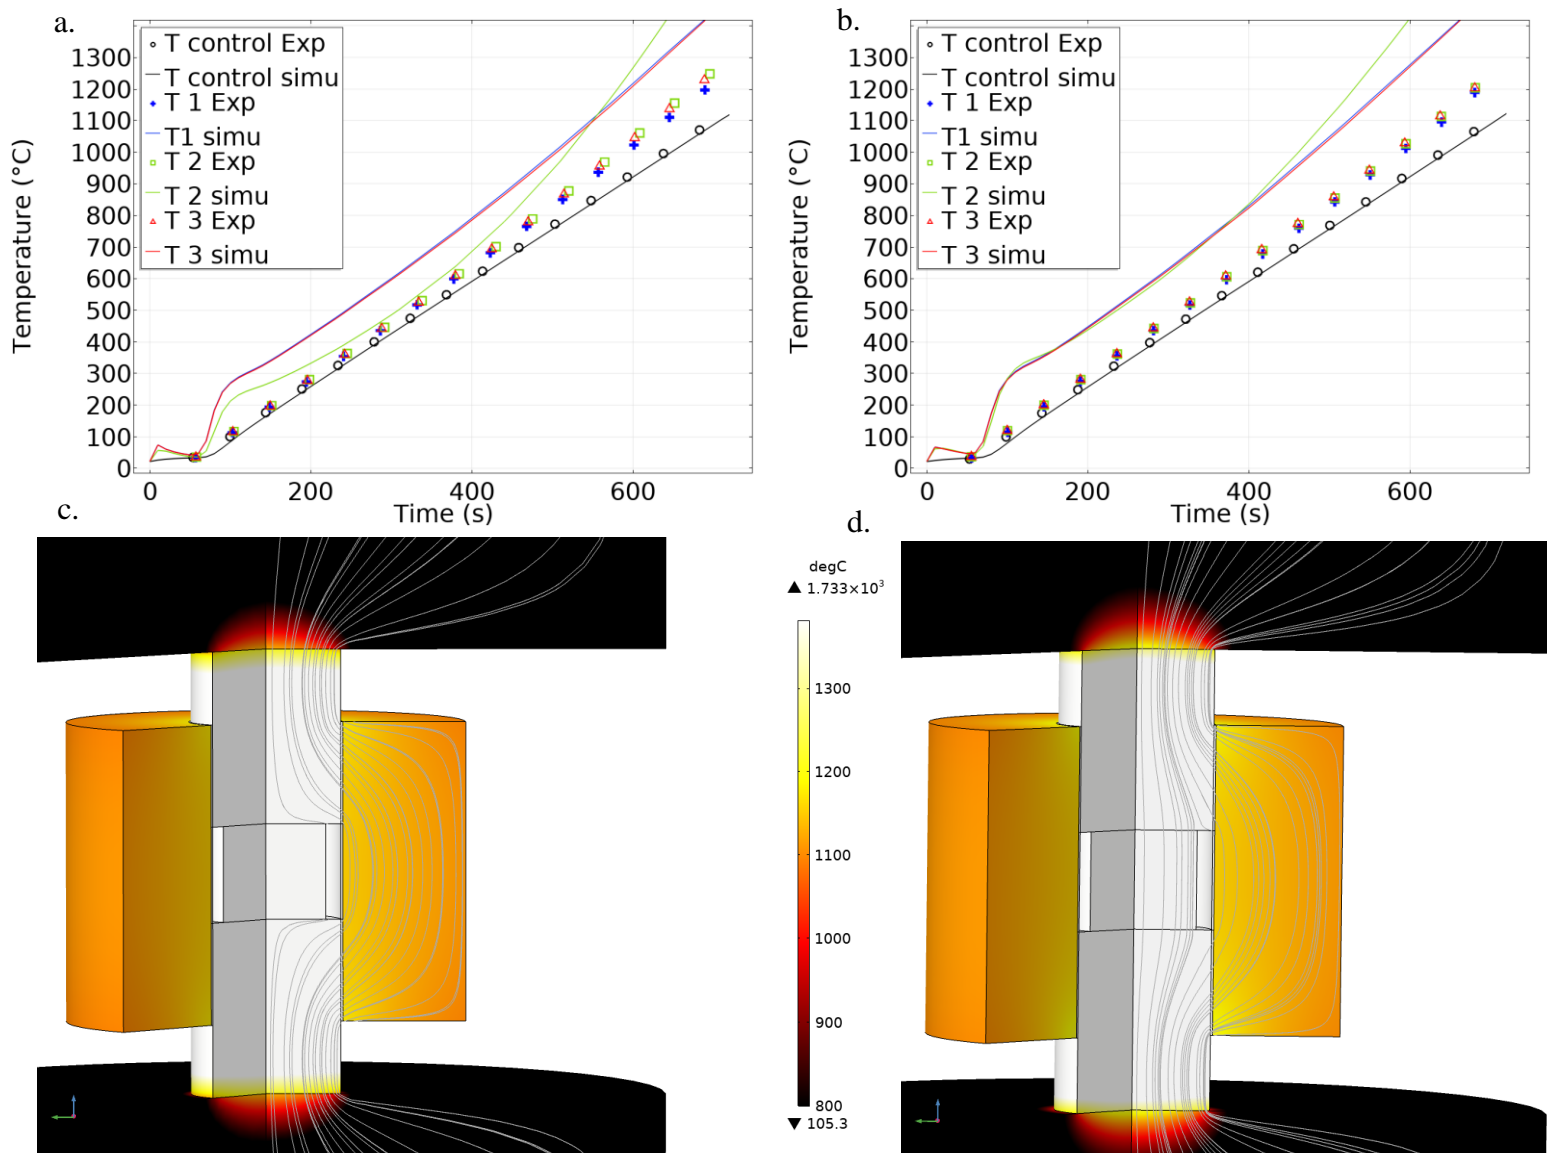 a.
T control Exp
T control simu
T 1 Exp
T1 simu
T 2 Exp
T 2 simu
T 3 Exp
T 3 simu
1300
1200
1100
1000
900
800
700
600
500
400
300
200
100
0
Temperature (°C)
0 200 400 600
Time (s)
b.
T control Exp
T control simu
T 1 Exp
T1 simu
T 2 Exp
T 2 simu
T 3 Exp
T 3 simu
1300
1200
1100
1000
900
800
700
600
500
400
300
200
100
0
Temperature (°C)
0 200 400 600
Time (s)
c.
d.
degC
▲ 1.733×10³
1300
1200
1100
1000
900
800
▼ 105.3